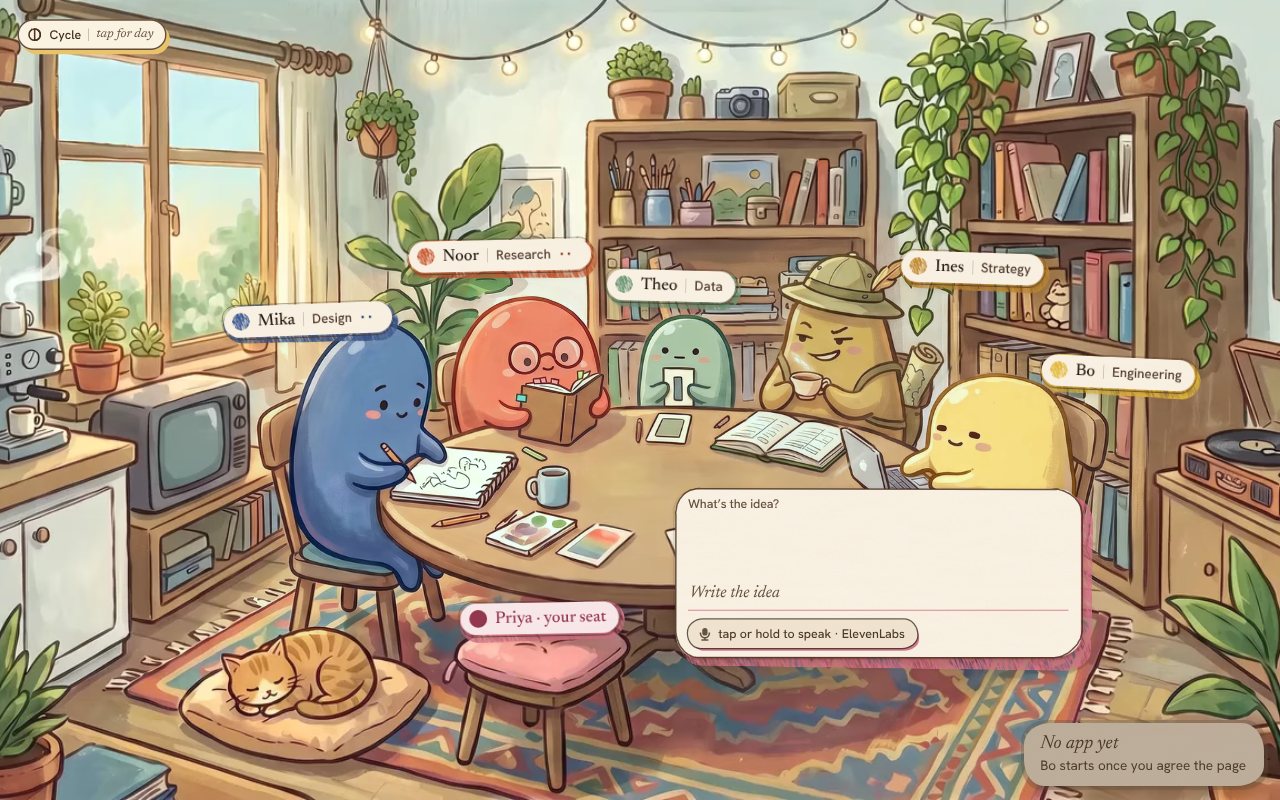 Cycle | tap for day
Noor | Research
Theo | Data
Ines | Strategy
Mika | Design
Bo | Engineering
What's the idea?
Write the idea
tap or hold to speak · ElevenLabs
Priya · your seat
No app yet
Bo starts once you agree the page